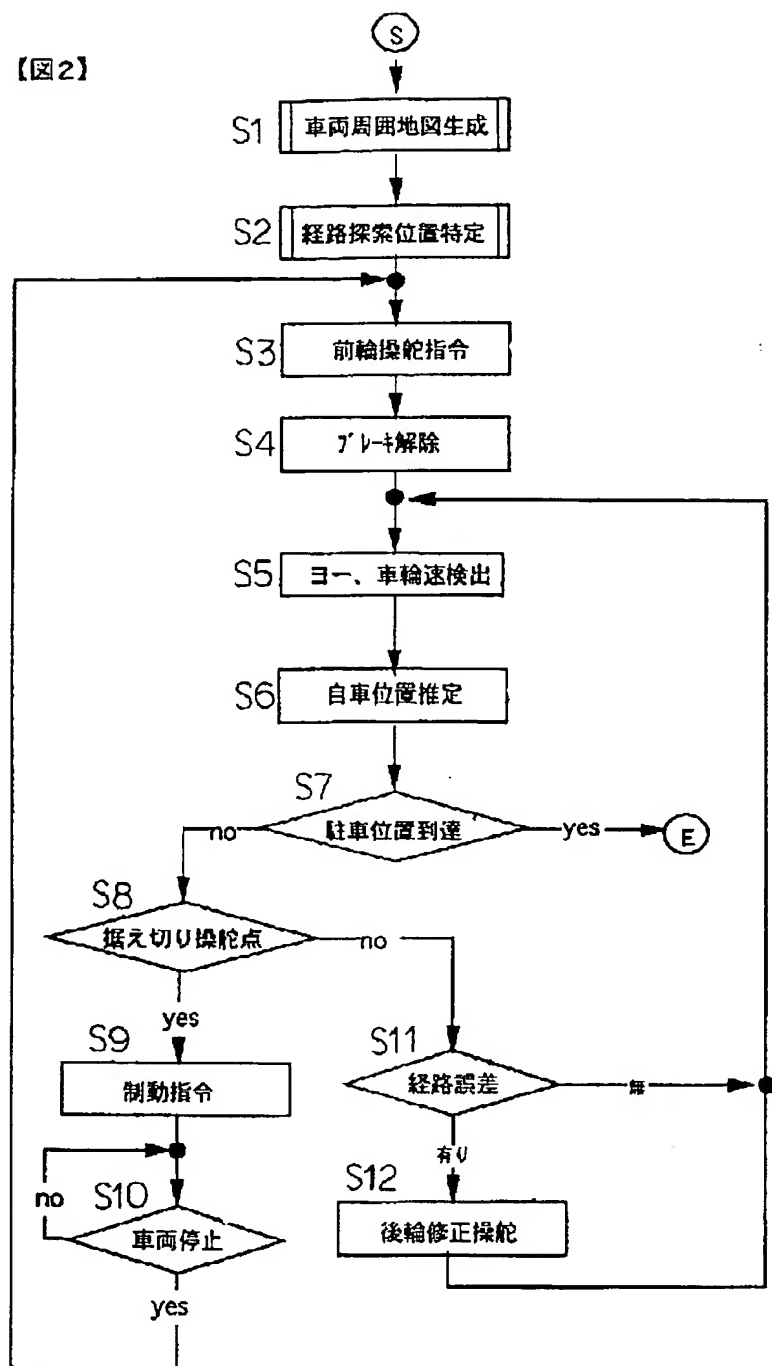 S
【図2】
S1 車両周囲地図生成
S2 経路探索位置特定
S3 前輪操舵指令
S4 ブレーキ解除
S5 ヨー、車輪速検出
S6 自車位置推定
S7
no 駐車位置到達 yes E
S8
据え切り操舵点 no
yes
S9
制動指令
S11
経路誤差 無
有り
S12
後輪修正操舵
no S10
車両停止
yes